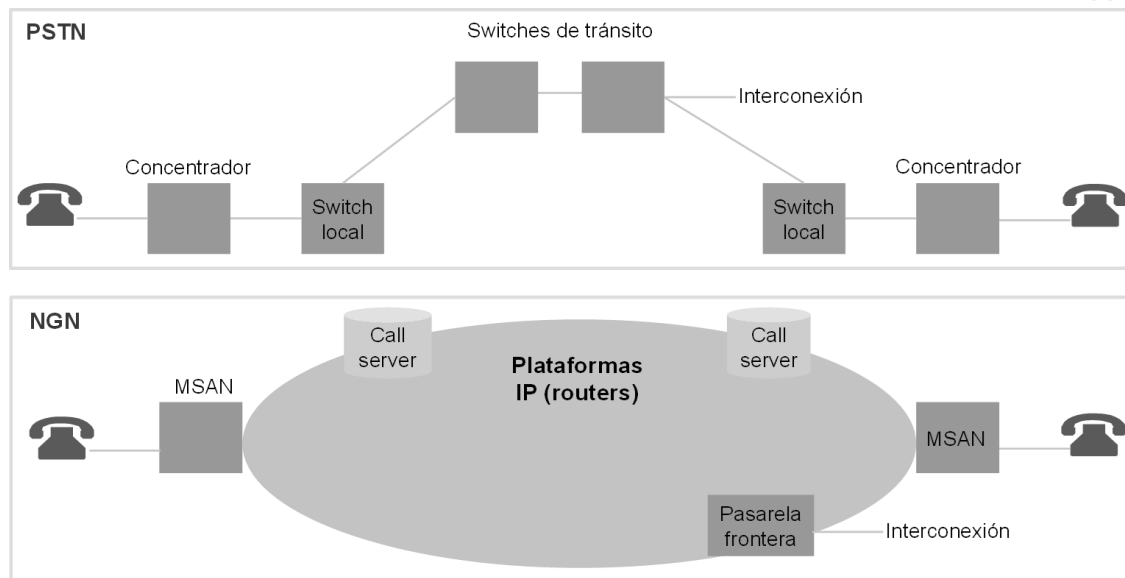 PSTN
Switches de tránsito
Interconexión
Concentrador
Concentrador
Switch
local
Switch
local
NGN
Call
server
Call
server
Plataformas
IP (routers)
MSAN
MSAN
Pasarela
frontera
Interconexión